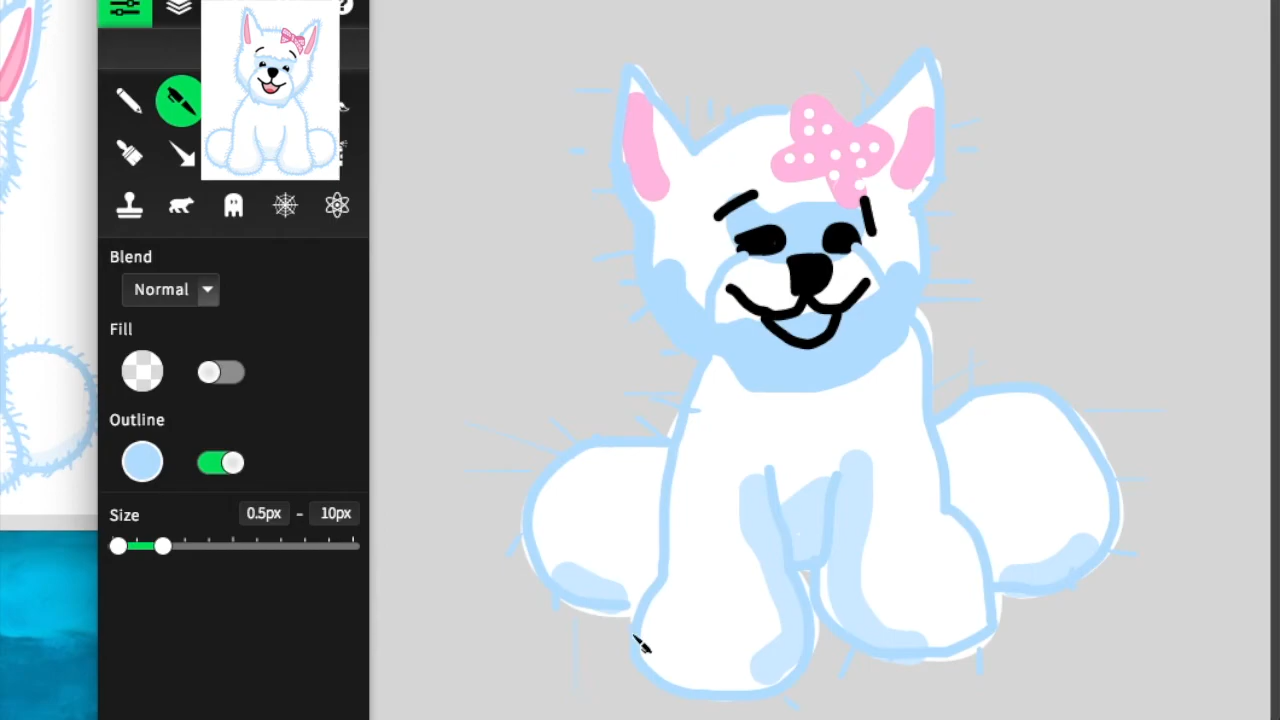 ?
Blend
Normal
Fill
Outline
Size 0.5px – 10px